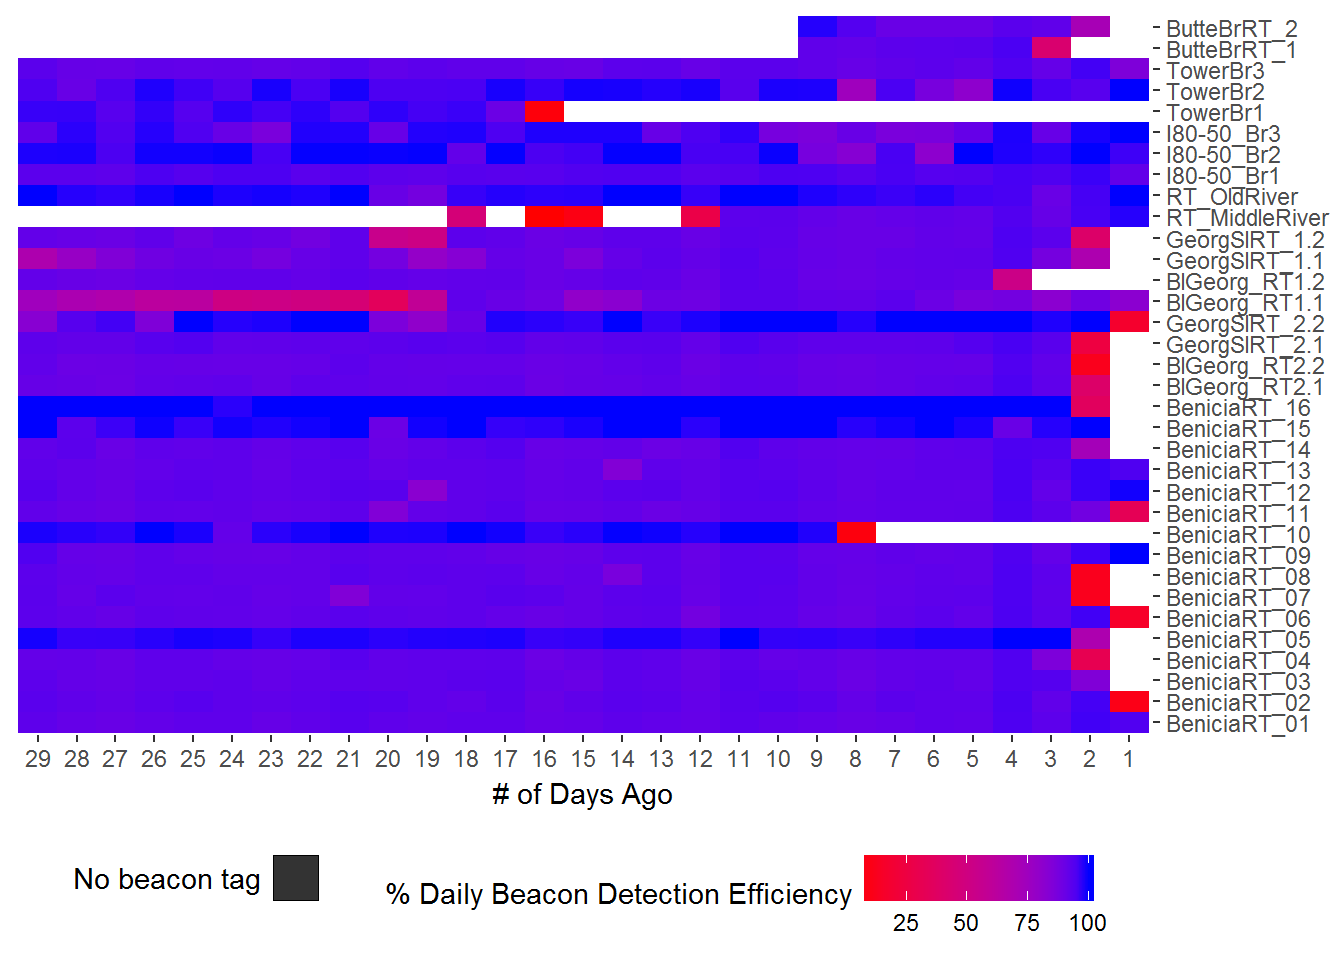 ButteBrRT_2
ButteBrRT_1
TowerBr3
TowerBr2
TowerBr1
I80-50_Br3
I80-50_Br2
I80-50_Br1
RT_OldRiver
RT_MiddleRiver
GeorgSlRT_1.2
GeorgSlRT_1.1
BlGeorg_RT1.2
BlGeorg_RT1.1
GeorgSlRT_2.2
GeorgSlRT_2.1
BlGeorg_RT2.2
BlGeorg_RT2.1
BeniciaRT_16
BeniciaRT_15
BeniciaRT_14
BeniciaRT_13
BeniciaRT_12
BeniciaRT_11
BeniciaRT_10
BeniciaRT_09
BeniciaRT_08
BeniciaRT_07
BeniciaRT_06
BeniciaRT_05
BeniciaRT_04
BeniciaRT_03
BeniciaRT_02
BeniciaRT_01
29 28 27 26 25 24 23 22 21 20 19 18 17 16 15 14 13 12 11 10 9 8 7 6 5 4 3 2 1
# of Days Ago
No beacon tag
% Daily Beacon Detection Efficiency
25 50 75 100